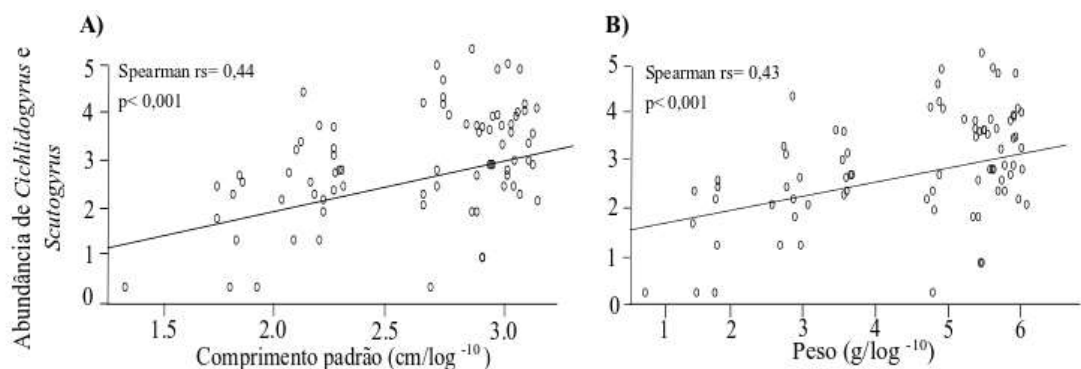 A)
Spearman rs= 0,44
p< 0,001
Abundância de Cichlidogyrus e
Scutogyrus
5
4
3
2
1
0
1.5 2.0 2.5 3.0
Comprimento padrão (cm/log -10)
B)
Spearman rs= 0,43
p< 0,001
5
4
3
2
1
0
1 2 3 4 5 6
Peso (g/log -10)